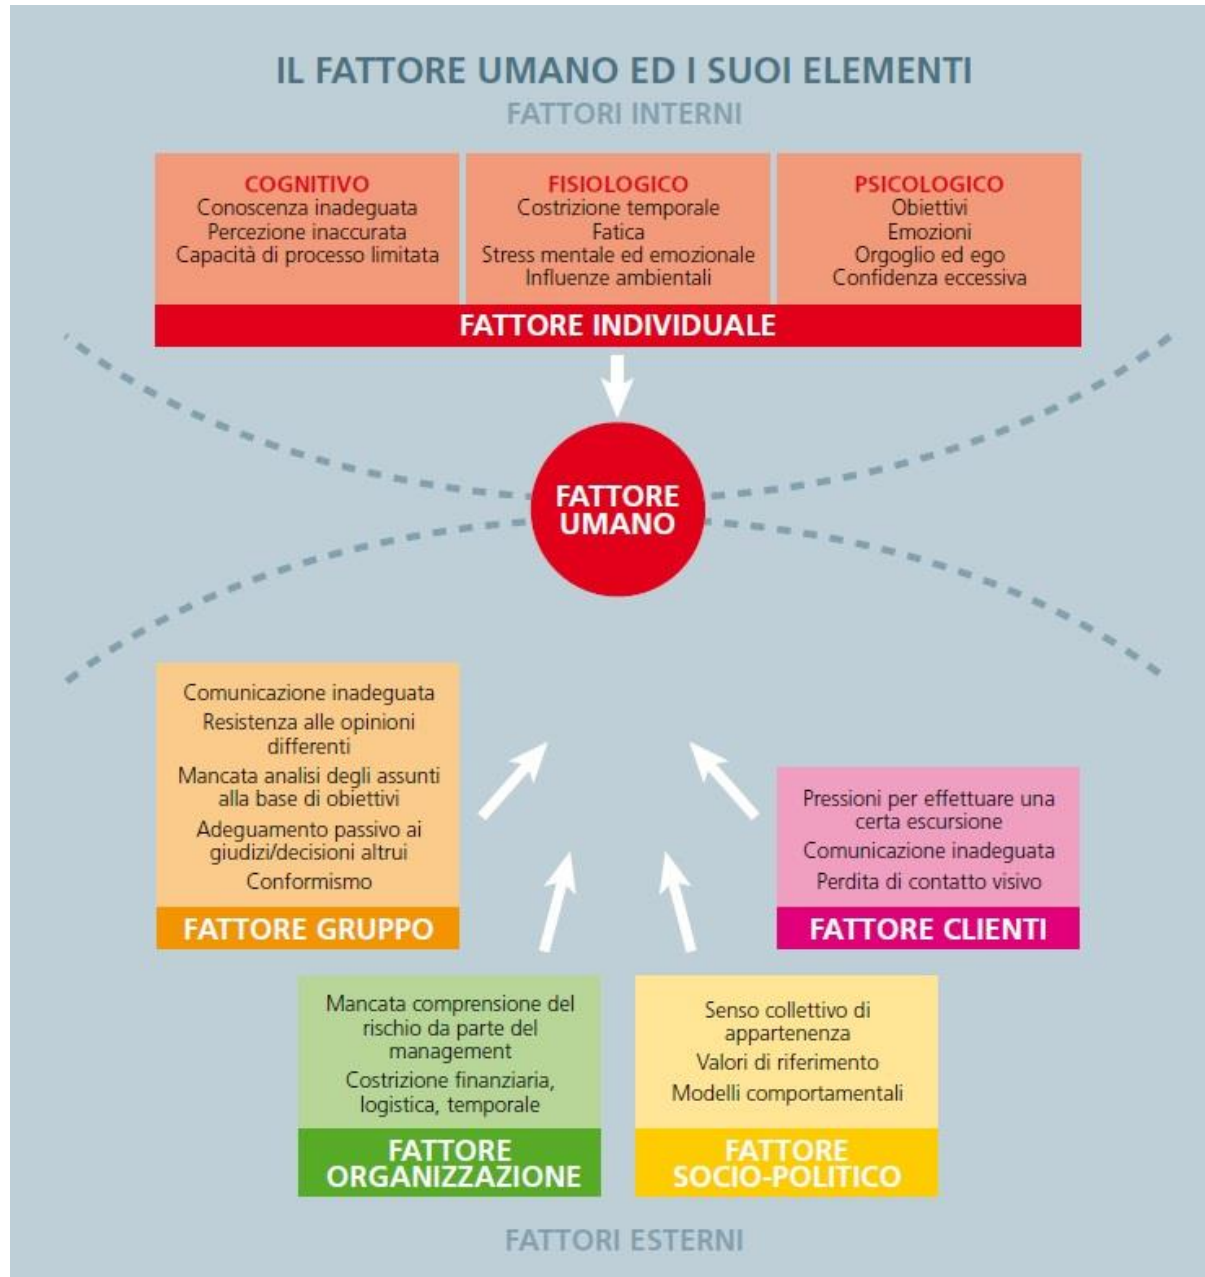 IL FATTORE UMANO ED I SUOI ELEMENTI
FATTORI INTERNI
COGNITIVO
Conoscenza inadeguata
Percezione inaccurata
Capacità di processo limitata
FISIOLOGICO
Costrizione temporale
Fatica
Stress mentale ed emozionale
Influenze ambientali
PSICOLOGICO
Obiettivi
Emozioni
Orgoglio ed ego
Confidenza eccessiva
FATTORE INDIVIDUALE
FATTORE
UMANO
Comunicazione inadeguata
Resistenza alle opinioni
differenti
Mancata analisi degli assunti
alla base di obiettivi
Adeguamento passivo ai
giudizi/decisioni altrui
Conformismo
FATTORE GRUPPO
Pressioni per effettuare una
certa escursione
Comunicazione inadeguata
Perdita di contatto visivo
FATTORE CLIENTI
Mancata comprensione del
rischio da parte del
management
Costrizione finanziaria,
logistica, temporale
FATTORE
ORGANIZZAZIONE
Senso collettivo di
appartenenza
Valori di riferimento
Modelli comportamentali
FATTORE
SOCIO-POLITICO
FATTORI ESTERNI